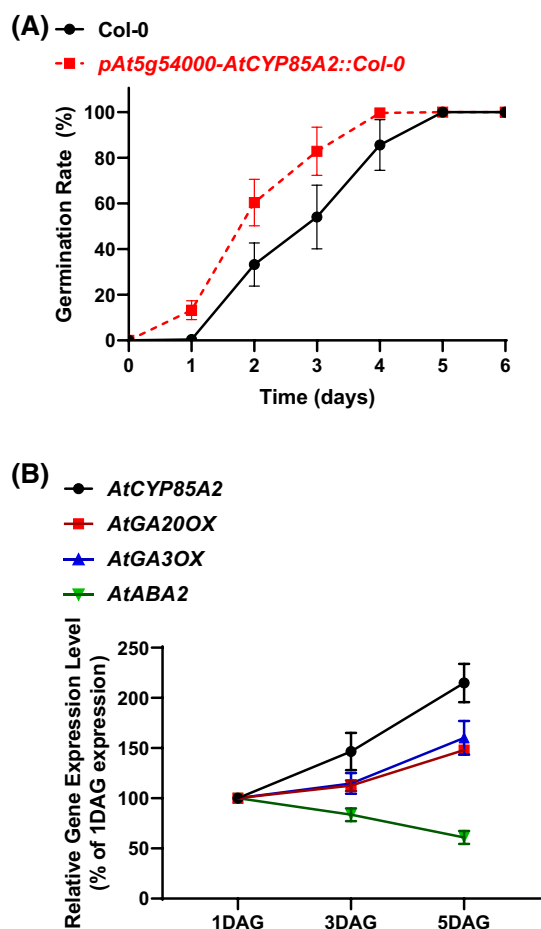 (A)
Col-0
pAt5g54000-AtCYP85A2::Col-0
Germination Rate (%)
100
80
60
40
20
0
0 1 2 3 4 5 6
Time (days)
(B)
AtCYP85A2
AtGA20OX
AtGA3OX
AtABA2
Relative Gene Expression Level
(% of 1DAG expression)
250
200
150
100
50
0
1DAG 3DAG 5DAG